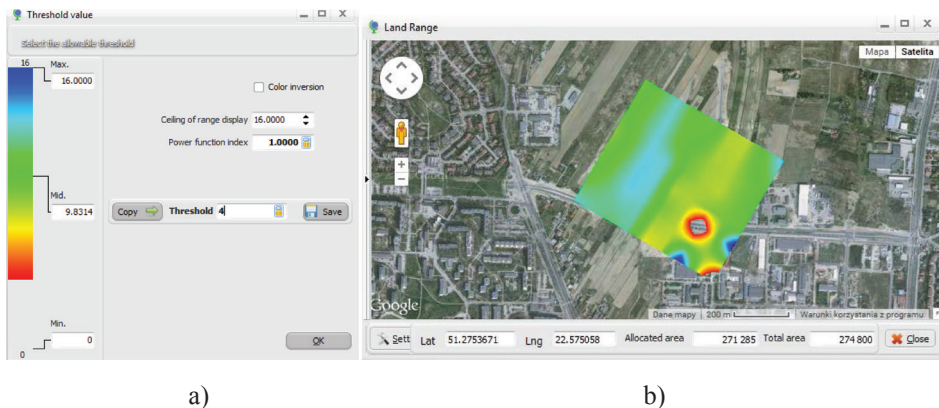 Threshold value
Select the allowable threshold
16
Max.
16.0000
Color inversion
Ceiling of range display 16.0000
Power function index 1.0000
Mid.
9.8314
Copy Threshold 4 Save
Min.
0
0
OK
a)
Land Range
Mapa Satelita
Google
Dane mapy 200 m Warunki korzystania z programu
Sett Lat 51.2753671 Lng 22.575058 Allocated area 271 285 Total area 274 800 Close
b)